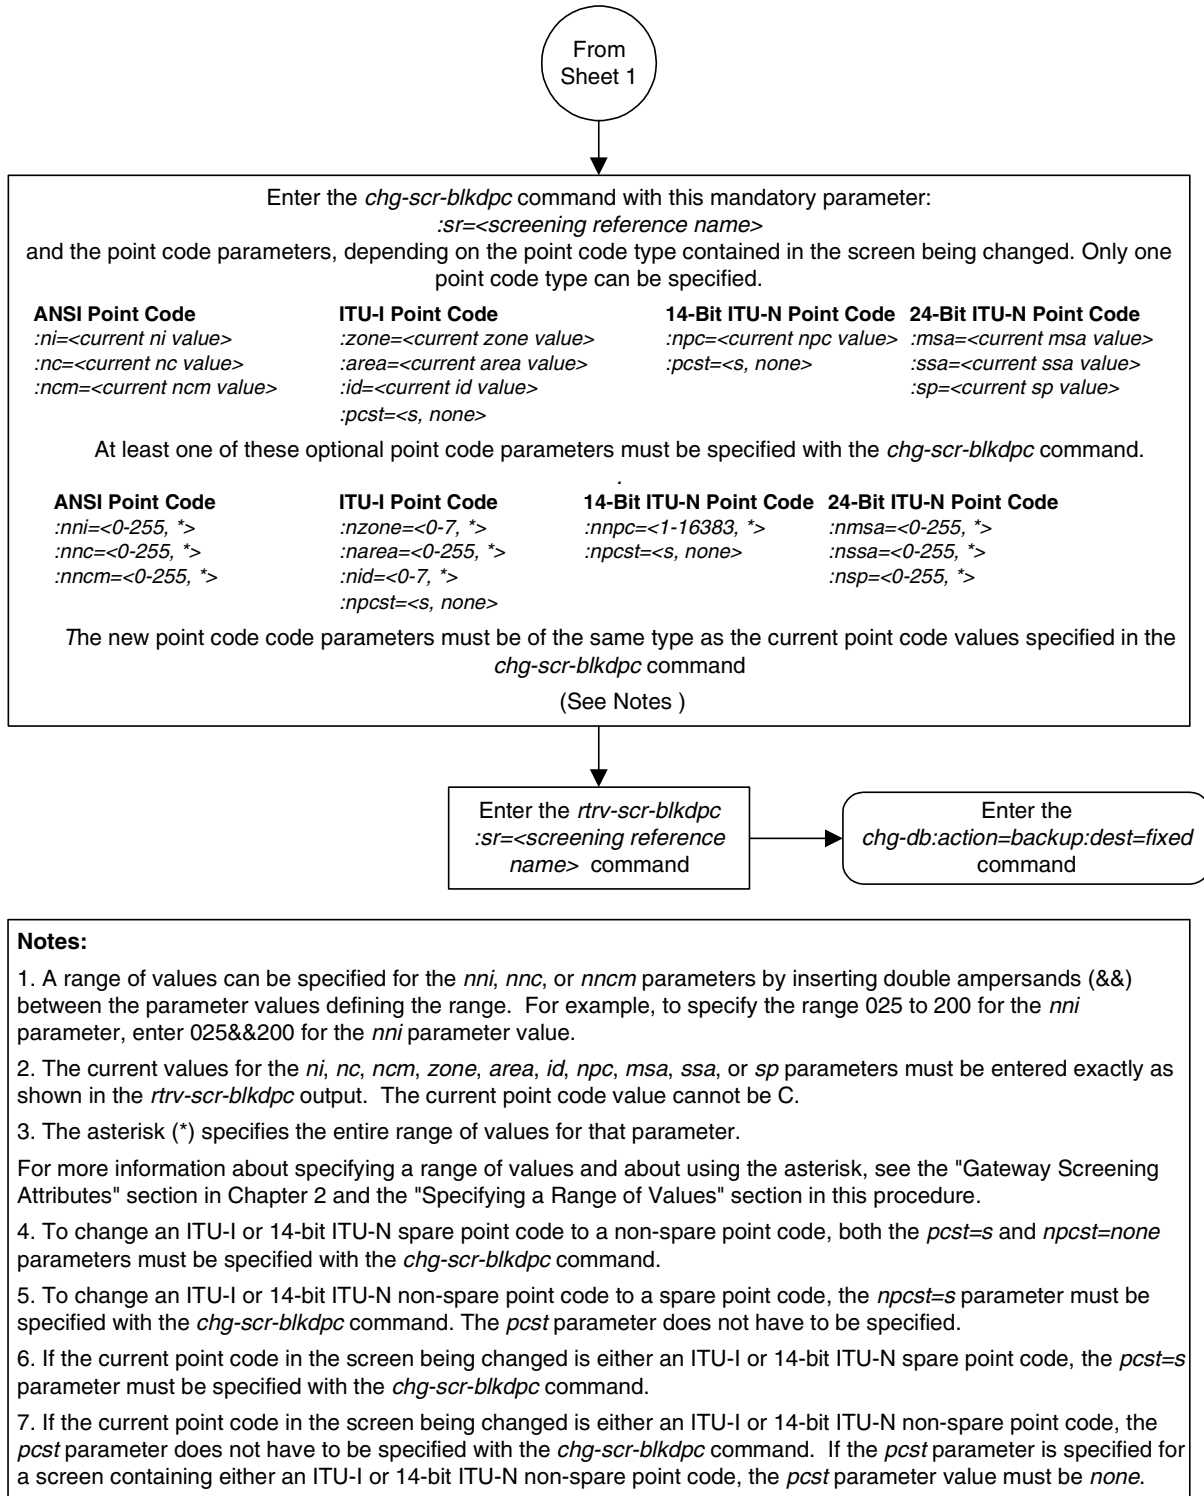 From
Sheet 1
Enter the chg-scr-blkdpc command with this mandatory parameter:
:sr=<screening reference name>
and the point code parameters, depending on the point code type contained in the screen being changed. Only one
point code type can be specified.
ANSI Point Code
:ni=<current ni value>
:nc=<current nc value>
:ncm=<current ncm value>
ITU-I Point Code
:zone=<current zone value>
:area=<current area value>
:id=<current id value>
:pcst=<s, none>
14-Bit ITU-N Point Code
:npc=<current npc value>
:pcst=<s, none>
24-Bit ITU-N Point Code
:msa=<current msa value>
:ssa=<current ssa value>
:sp=<current sp value>
At least one of these optional point code parameters must be specified with the chg-scr-blkdpc command.
.
ANSI Point Code
:nni=<0-255, *>
:nnc=<0-255, *>
:nncm=<0-255, *>
ITU-I Point Code
:nzone=<0-7, *>
:narea=<0-255, *>
:nid=<0-7, *>
:npcst=<s, none>
14-Bit ITU-N Point Code
:nnpc=<1-16383, *>
:npcst=<s, none>
24-Bit ITU-N Point Code
:nmsa=<0-255, *>
:nssa=<0-255, *>
:nsp=<0-255, *>
The new point code code parameters must be of the same type as the current point code values specified in the
chg-scr-blkdpc command
(See Notes )
Enter the rtrv-scr-blkdpc
:sr=<screening reference
name> command
Enter the
chg-db:action=backup:dest=fixed
command
Notes:
1. A range of values can be specified for the nni, nnc, or nncm parameters by inserting double ampersands (&&)
between the parameter values defining the range. For example, to specify the range 025 to 200 for the nni
parameter, enter 025&&200 for the nni parameter value.
2. The current values for the ni, nc, ncm, zone, area, id, npc, msa, ssa, or sp parameters must be entered exactly as
shown in the rtrv-scr-blkdpc output. The current point code value cannot be C.
3. The asterisk (*) specifies the entire range of values for that parameter.
For more information about specifying a range of values and about using the asterisk, see the "Gateway Screening
Attributes" section in Chapter 2 and the "Specifying a Range of Values" section in this procedure.
4. To change an ITU-I or 14-bit ITU-N spare point code to a non-spare point code, both the pcst=s and npcst=none
parameters must be specified with the chg-scr-blkdpc command.
5. To change an ITU-I or 14-bit ITU-N non-spare point code to a spare point code, the npcst=s parameter must be
specified with the chg-scr-blkdpc command. The pcst parameter does not have to be specified.
6. If the current point code in the screen being changed is either an ITU-I or 14-bit ITU-N spare point code, the pcst=s
parameter must be specified with the chg-scr-blkdpc command.
7. If the current point code in the screen being changed is either an ITU-I or 14-bit ITU-N non-spare point code, the
pcst parameter does not have to be specified with the chg-scr-blkdpc command. If the pcst parameter is specified for
a screen containing either an ITU-I or 14-bit ITU-N non-spare point code, the pcst parameter value must be none.